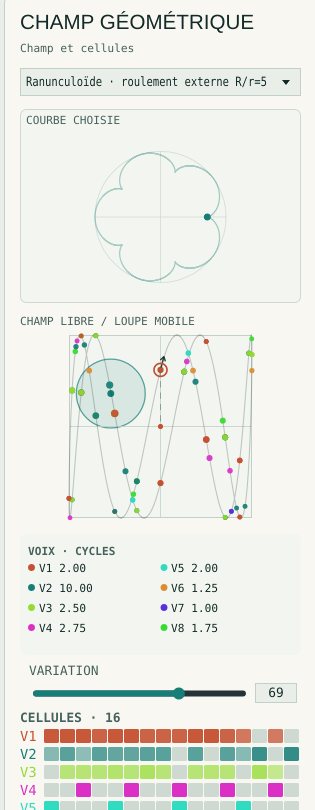 CHAMP GÉOMÉTRIQUE
Champ et cellules
Ranunculoïde · roulement externe R/r=5
COURBE CHOISIE
CHAMP LIBRE / LOUPE MOBILE
VOIX · CYCLES
V1 2.00 V5 2.00
V2 10.00 V6 1.25
V3 2.50 V7 1.00
V4 2.75 V8 1.75
VARIATION
69
CELLULES · 16
V1
V2
V3
V4
V5